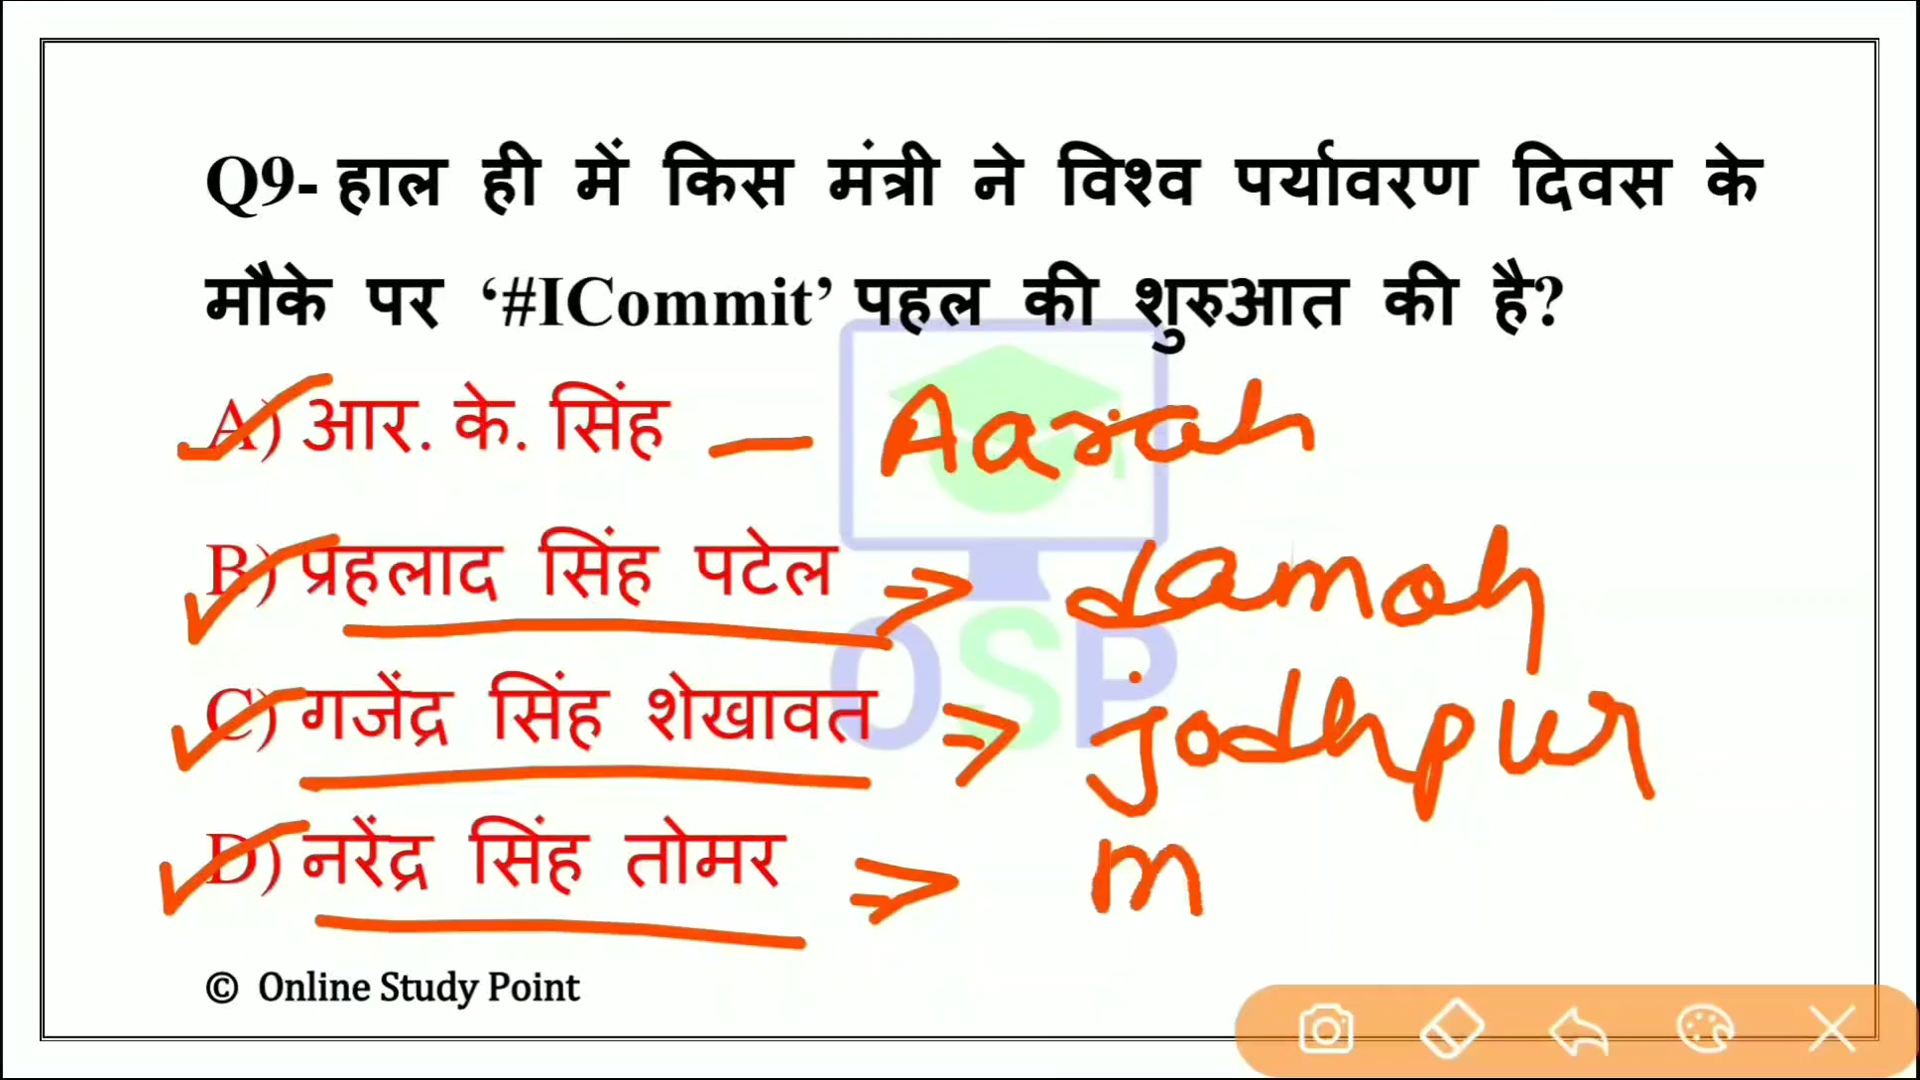 Q9- हाल ही में किस मंत्री ने विश्व पर्यावरण दिवस के
मौके पर ‘#ICommit’ पहल की शुरुआत की है?
A) आर. के. सिंह — Aarah
B) प्रहलाद सिंह पटेल => damoh
C) गजेंद्र सिंह शेखावत => jodhpur
D) नरेंद्र सिंह तोमर => m
OSP
© Online Study Point